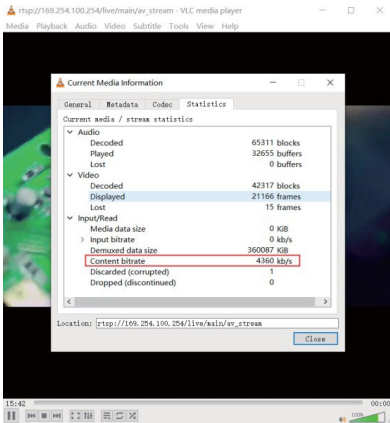 rtsp://169.254.100.254/live/main/av_stream - VLC media player
Media Playback Audio Video Subtitle Tools View Help
Current Media Information
General Metadata Codec Statistics
Current media / stream statistics
Audio
Decoded 65311 blocks
Played 32655 buffers
Lost 0 buffers
Video
Decoded 42317 blocks
Displayed 21166 frames
Lost 15 frames
Input/Read
Media data size 0 KiB
Input bitrate 0 kb/s
Demuxed data size 360087 KiB
Content bitrate 4360 kb/s
Discarded (corrupted) 1
Dropped (discontinued) 0
Location: rtsp://169.254.100.254/live/main/av_stream
Close
15:42 00:00
100%